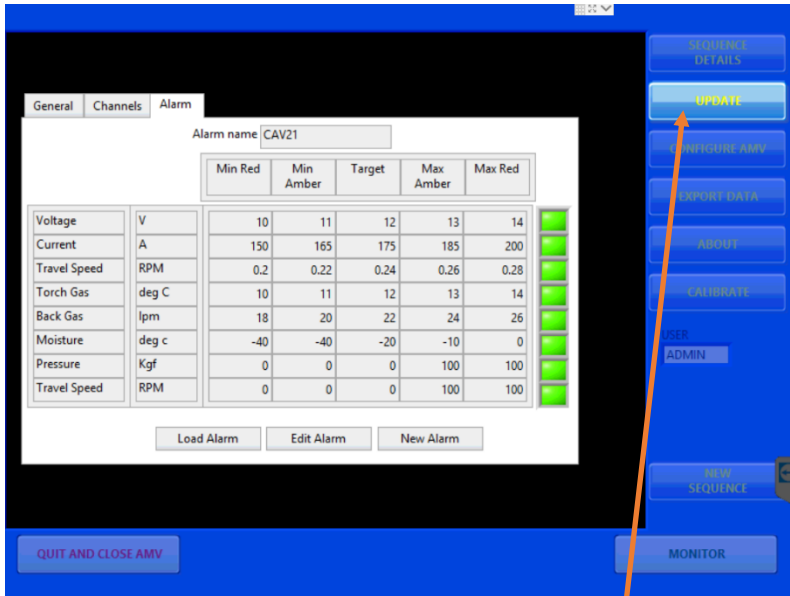 SEQUENCE
DETAILS
General Channels Alarm
UPDATE
Alarm name CAV21
CONFIGURE AMV
Min Red Min Amber Target Max Amber Max Red
EXPORT DATA
Voltage V 10 11 12 13 14
Current A 150 165 175 185 200
ABOUT
Travel Speed RPM 0.2 0.22 0.24 0.26 0.28
Torch Gas deg C 10 11 12 13 14
CALIBRATE
Back Gas lpm 18 20 22 24 26
Moisture deg c -40 -40 -20 -10 0
USER
ADMIN
Pressure Kgf 0 0 0 100 100
Travel Speed RPM 0 0 0 100 100
Load Alarm Edit Alarm New Alarm
NEW
SEQUENCE
QUIT AND CLOSE AMV
MONITOR